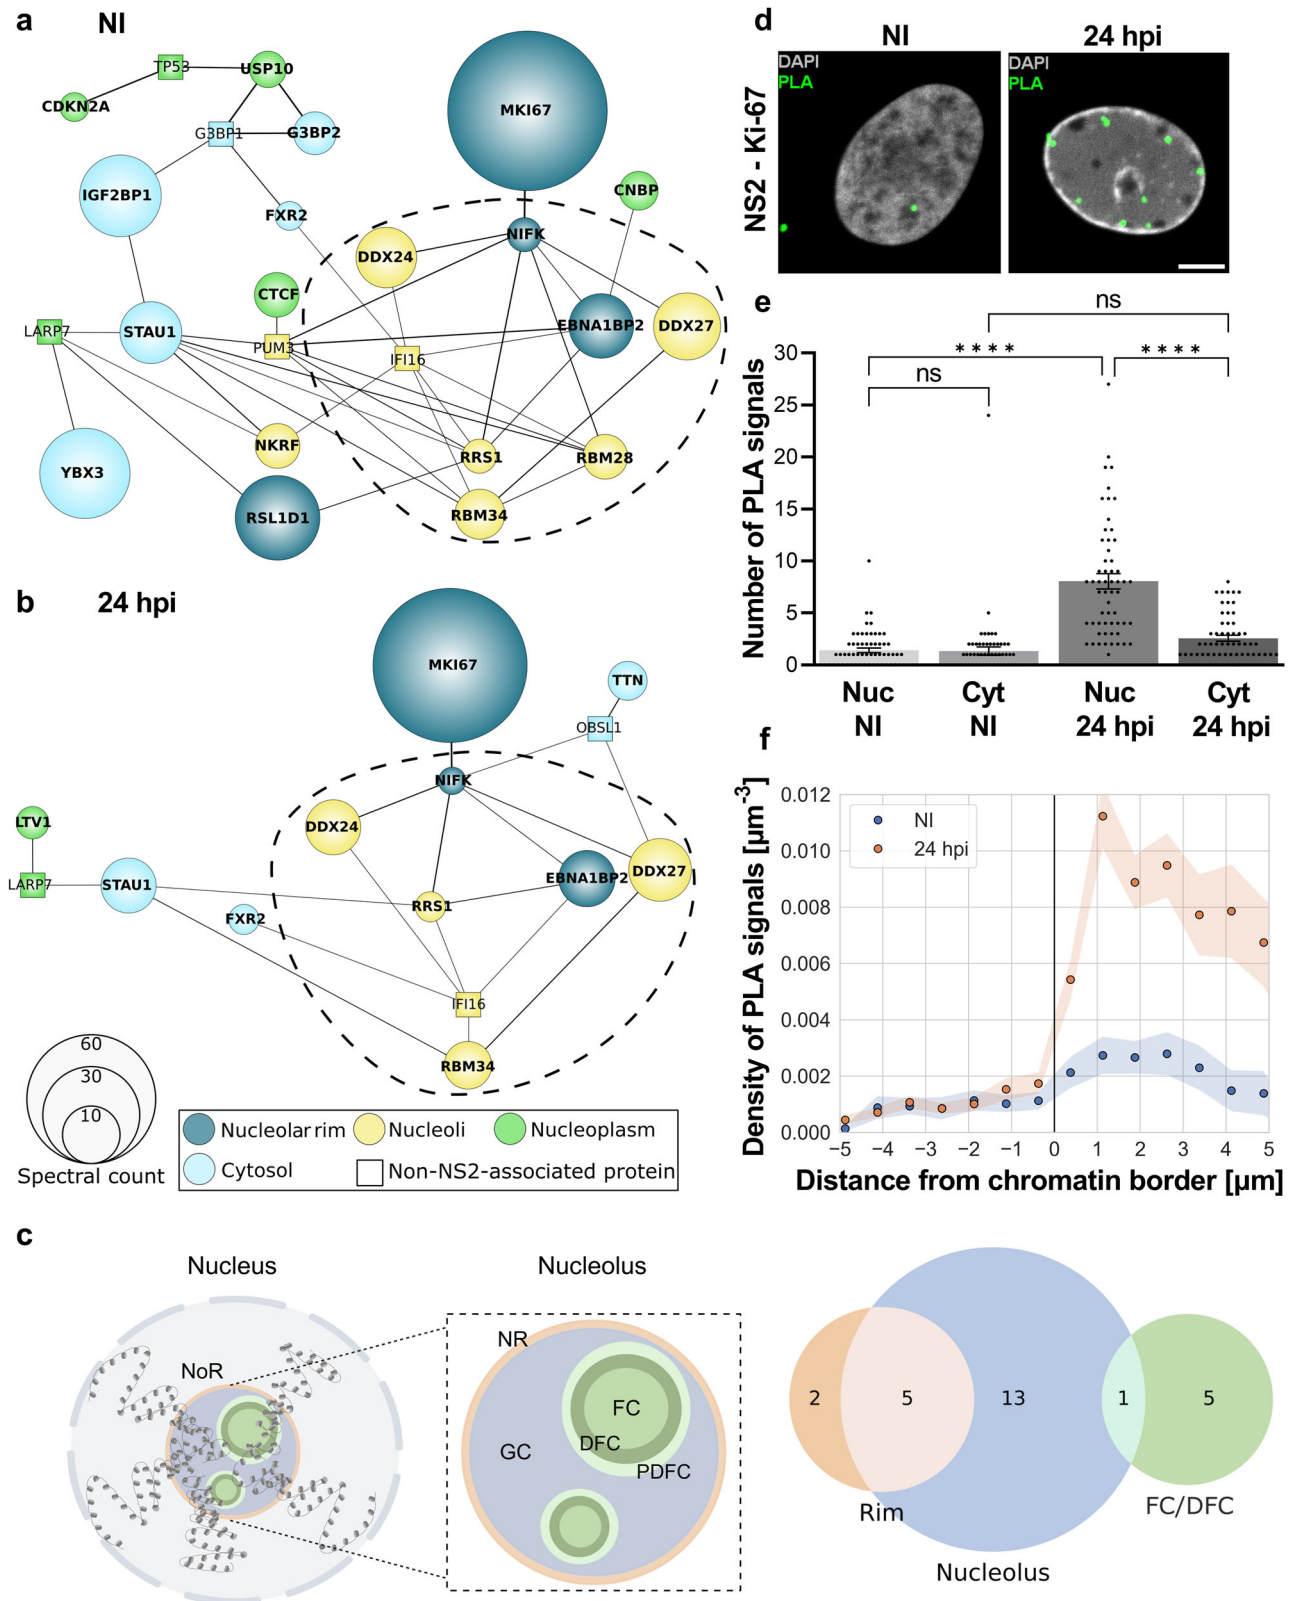 a NI
TP53
USP10
CDKN2A
G3BP1
G3BP2
MKI67
IGF2BP1
CNBP
FXR2
NIFK
DDX24
CTCF
LARP7
STAU1
EBNA1BP2
DDX27
PUM3
IFI16
NKRF
RRS1
RBM28
YBX3
RSL1D1
RBM34
b 24 hpi
MKI67
TTN
OBSL1
NIFK
LTV1
DDX24
LARP7
STAU1
EBNA1BP2
DDX27
FXR2
RRS1
IFI16
RBM34
60
30
10
Spectral count
Nucleolar rim
Nucleoli
Nucleoplasm
Cytosol
Non-NS2-associated protein
c
Nucleus
Nucleolus
NoR
NR
FC
DFC
GC
PDFC
2
5
13
1
5
Rim
FC/DFC
Nucleolus
d
NI
24 hpi
NS2 - Ki-67
DAPI
PLA
DAPI
PLA
e
ns
****
****
ns
Number of PLA signals
30
25
20
15
10
5
0
Nuc
NI
Cyt
NI
Nuc
24 hpi
Cyt
24 hpi
f
Density of PLA signals [µm⁻³]
0.012
0.010
0.008
0.006
0.004
0.002
0.000
NI
24 hpi
−5 −4 −3 −2 −1 0 1 2 3 4 5
Distance from chromatin border [µm]